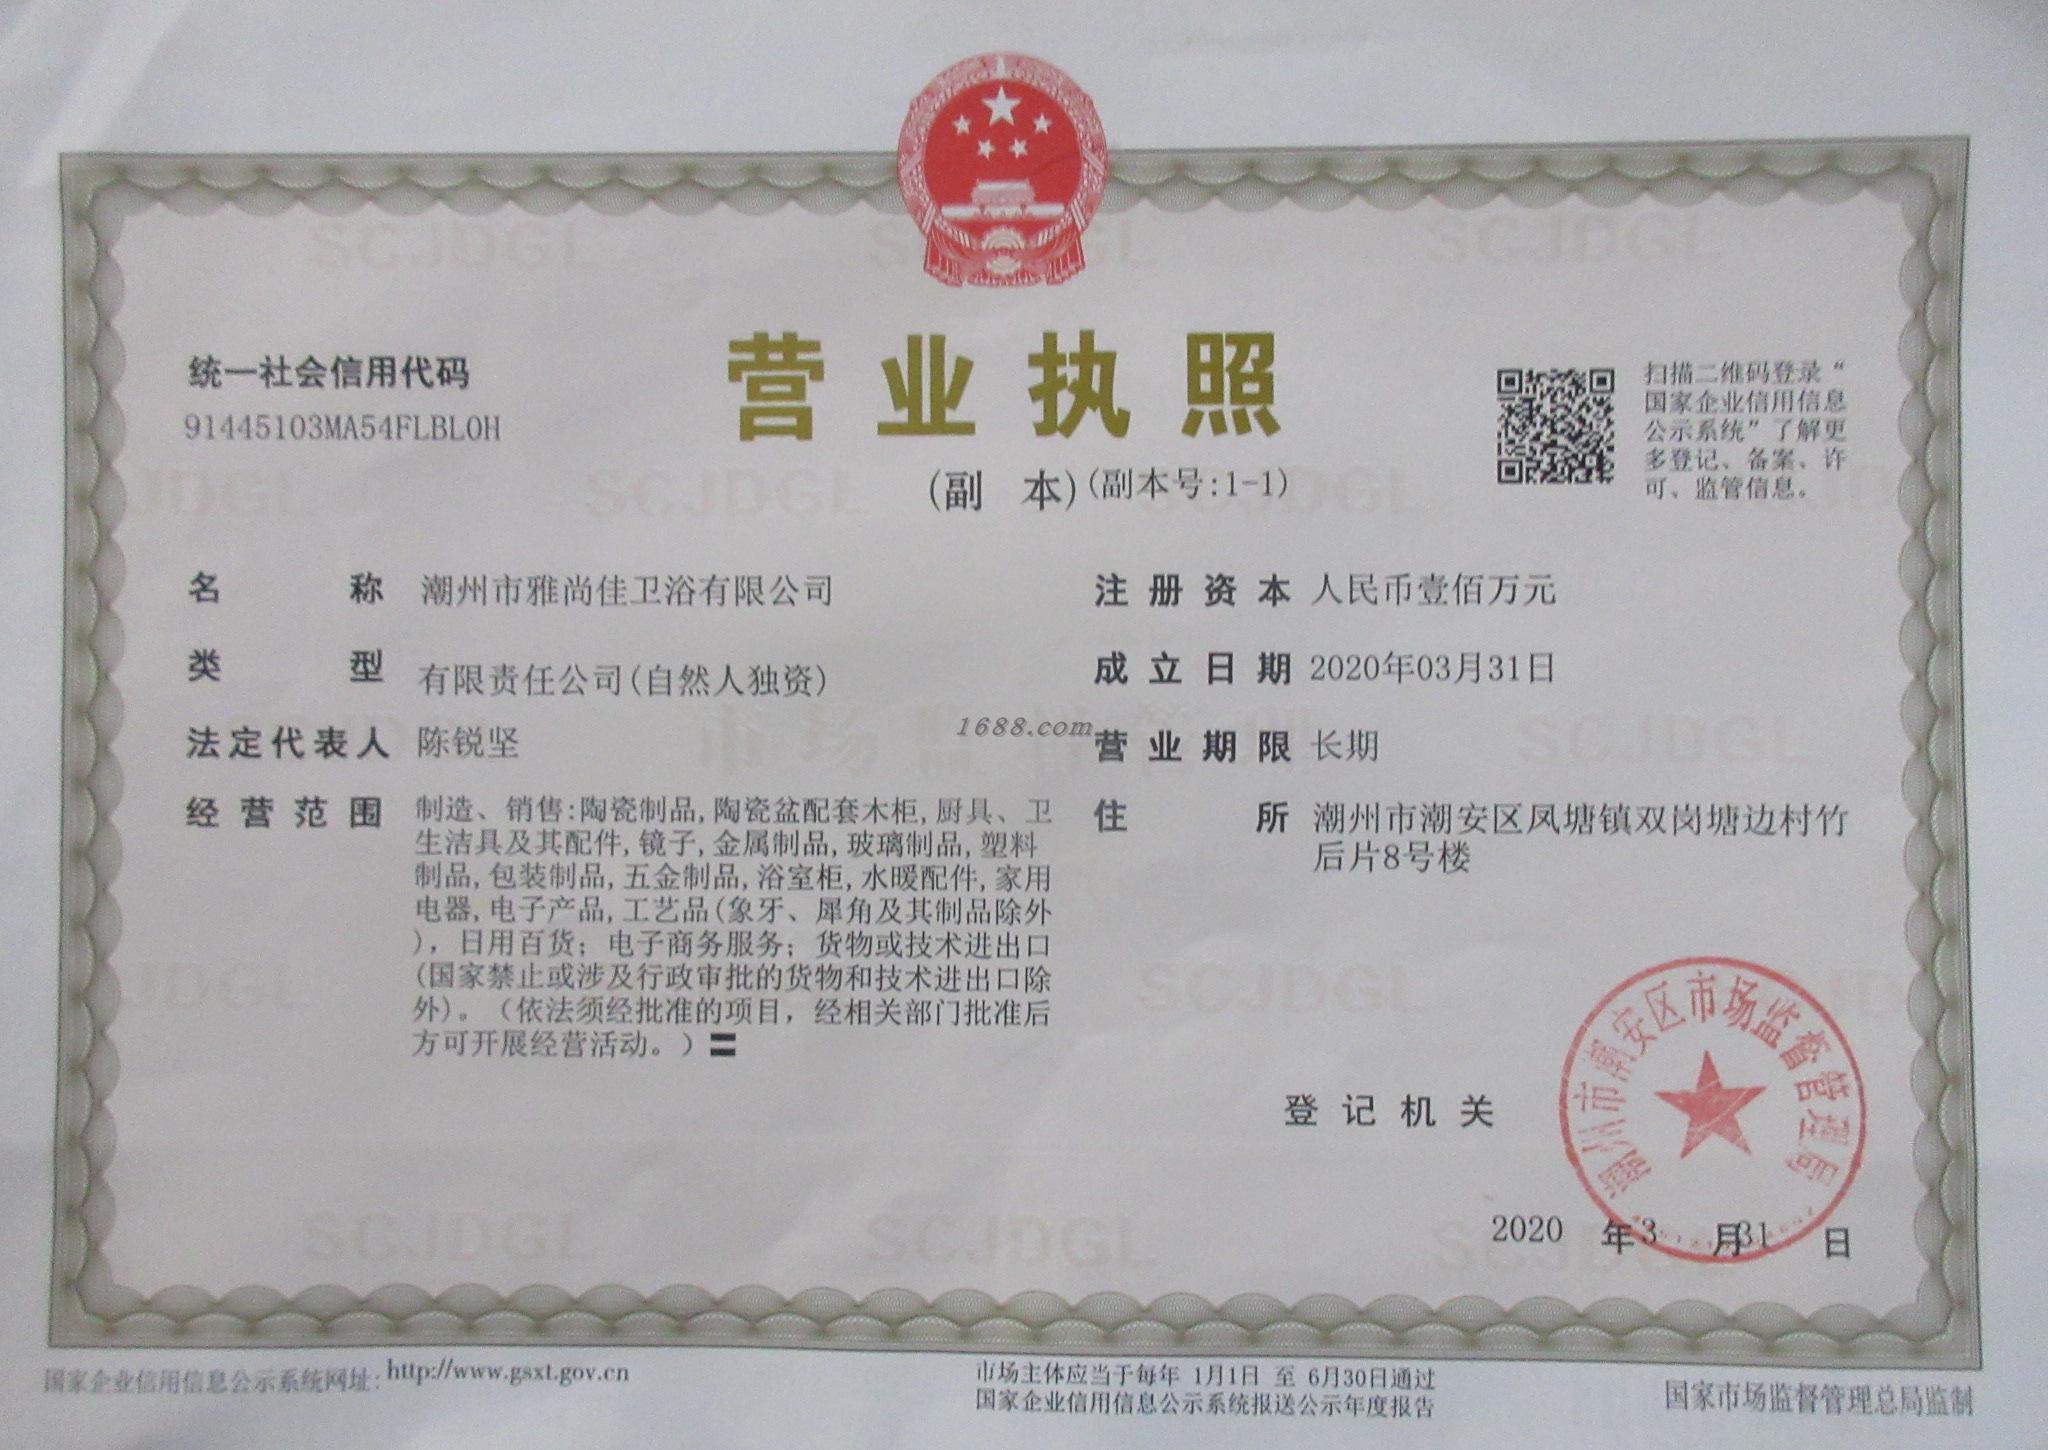 统一社会信用代码
91445103MA54FLBL0H
营业执照
(副 本)(副本号:1-1)
扫描二维码登录“
国家企业信用信息
公示系统”了解更
多登记、备案、许
可、监管信息。
名称 潮州市雅尚佳卫浴有限公司
类型 有限责任公司(自然人独资)
法定代表人 陈锐坚
经营范围 制造、销售:陶瓷制品,陶瓷盆配套木柜,厨具、卫
生洁具及其配件,镜子,金属制品,玻璃制品,塑料
制品,包装制品,五金制品,浴室柜,水暖配件,家用
电器,电子产品,工艺品(象牙、犀角及其制品除外
),日用百货;电子商务服务;货物或技术进出口
(国家禁止或涉及行政审批的货物和技术进出口除
外)。(依法须经批准的项目,经相关部门批准后
方可开展经营活动。)
1688.com
注册资本 人民币壹佰万元
成立日期 2020年03月31日
营业期限 长期
住所 潮州市潮安区凤塘镇双岗塘边村竹
后片8号楼
登记机关
潮州市潮安区市场监督管理局
2020 年3 月31 日
国家企业信用信息公示系统网址:http://www.gsxt.gov.cn
市场主体应当于每年 1月1日 至 6月30日通过
国家企业信用信息公示系统报送公示年度报告
国家市场监督管理总局监制